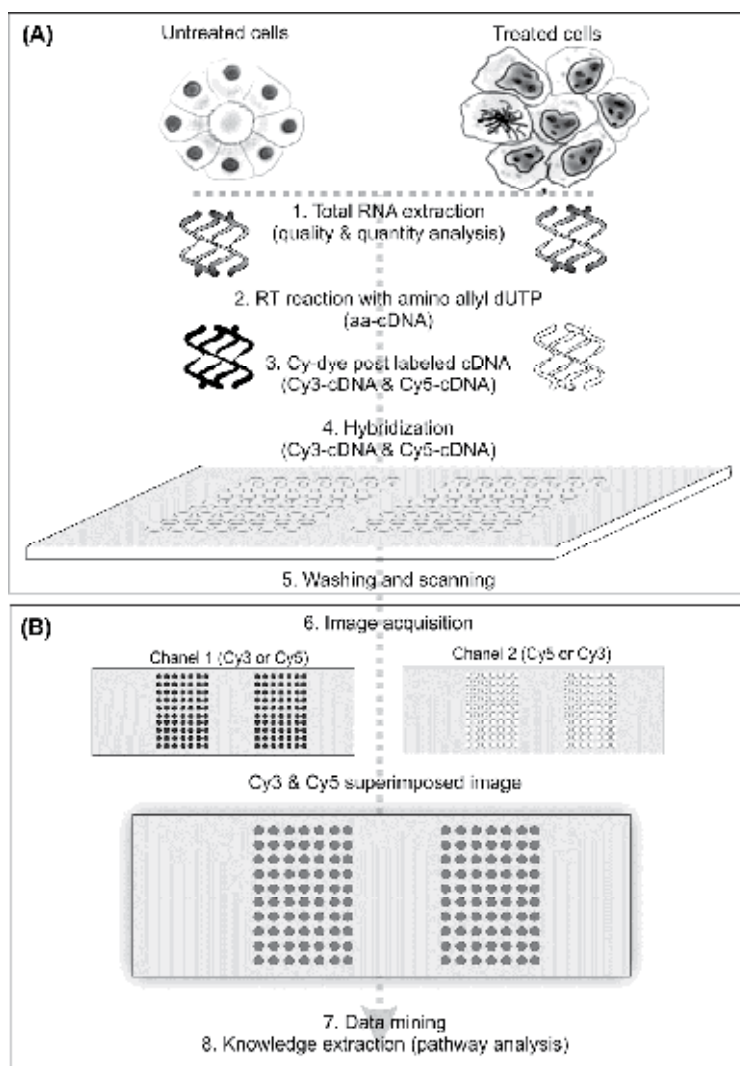 (A)
Untreated cells
Treated cells
1. Total RNA extraction
(quality & quantity analysis)
2. RT reaction with amino allyl dUTP
(aa-cDNA)
3. Cy-dye post labeled cDNA
(Cy3-cDNA & Cy5-cDNA)
4. Hybridization
(Cy3-cDNA & Cy5-cDNA)
5. Washing and scanning
(B)
6. Image acquisition
Chanel 1 (Cy3 or Cy5)
Chanel 2 (Cy5 or Cy3)
Cy3 & Cy5 superimposed image
7. Data mining
8. Knowledge extraction (pathway analysis)